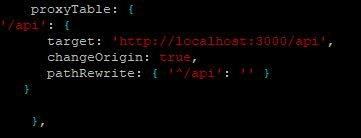 proxyTable: {
'/api': {
target: 'http://localhost:3000/api',
changeOrigin: true,
pathRewrite: { '^/api': '' }
}
},